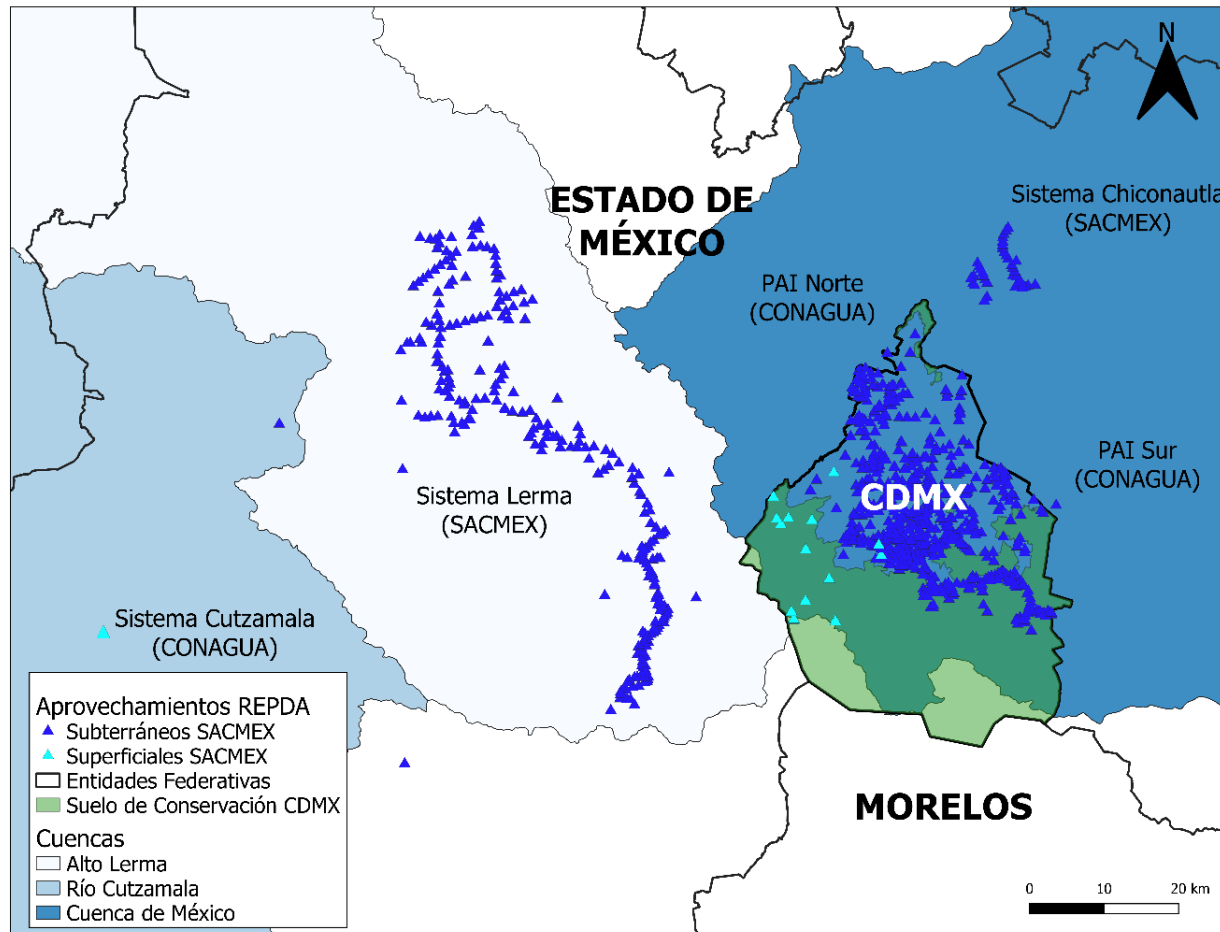 N
ESTADO DE
MÉXICO
Sistema Chiconautla
(SACMEX)
PAI Norte
(CONAGUA)
PAI Sur
(CONAGUA)
CDMX
Sistema Lerma
(SACMEX)
Sistema Cutzamala
(CONAGUA)
MORELOS
Aprovechamientos REPDA
Subterráneos SACMEX
Superficiales SACMEX
Entidades Federativas
Suelo de Conservación CDMX
Cuencas
Alto Lerma
Río Cutzamala
Cuenca de México
0 10 20 km